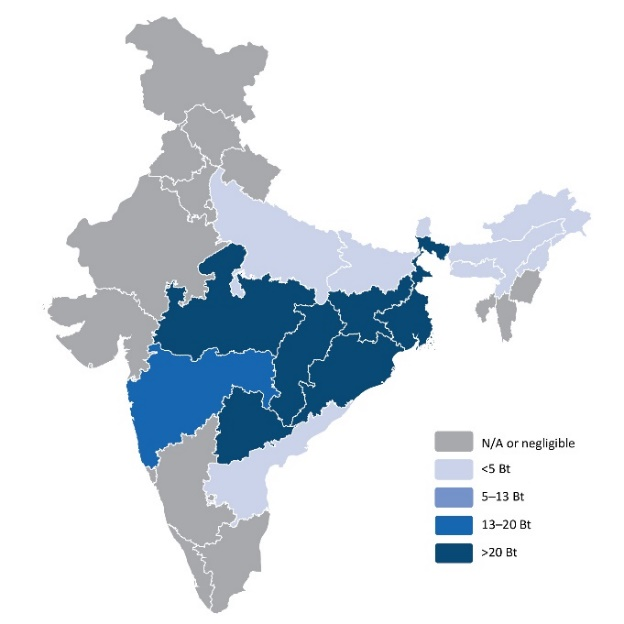 N/A or negligible
<5 Bt
5–13 Bt
13–20 Bt
>20 Bt